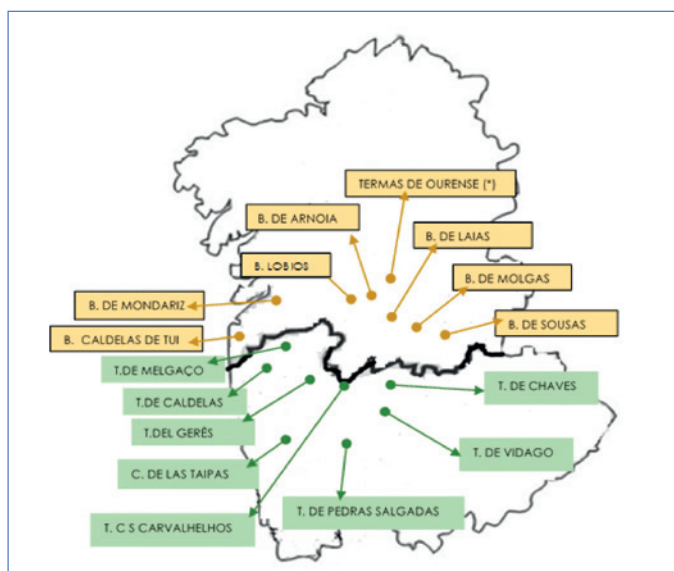 TERMAS DE OURENSE (*)
B. DE ARNOIA
B. DE LAIAS
B. LOBIOS
B. DE MOLGAS
B. DE MONDARIZ
B. DE SOUSAS
B. CALDELAS DE TUI
T.DE MELGAÇO
T. DE CHAVES
T.DE CALDELAS
T.DEL GERÊS
T. DE VIDAGO
C. DE LAS TAIPAS
T. DE PEDRAS SALGADAS
T. C S CARVALHELHOS